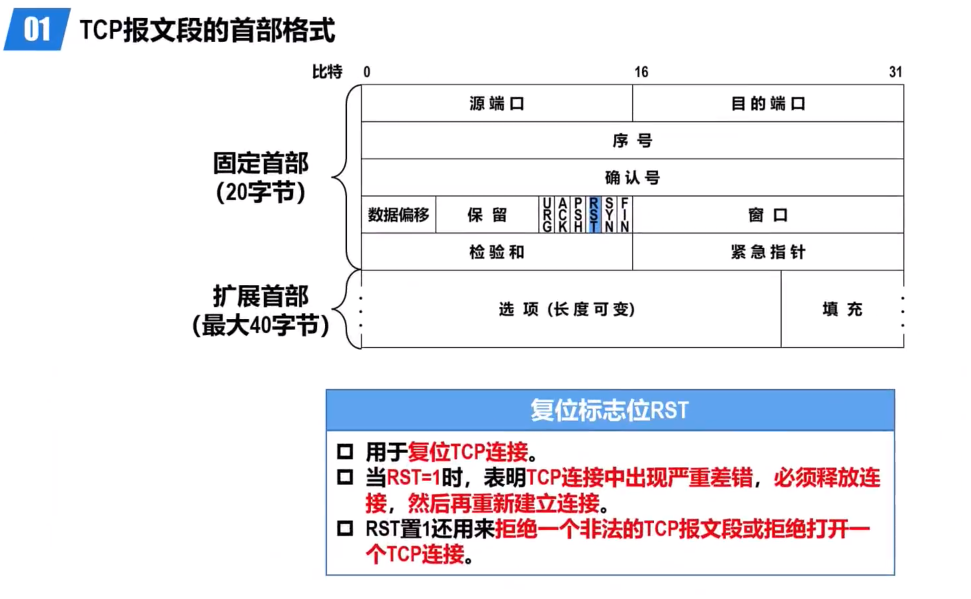 01 TCP报文段的首部格式
比特 0 16 31
源端口 目的端口
序号
确认号
固定首部
(20字节)
数据偏移 保留 URG ACK PSH RST SYN FIN 窗口
检验和 紧急指针
扩展首部
(最大40字节)
选项 (长度可变) 填充
复位标志位RST
用于复位TCP连接。
当RST=1时，表明TCP连接中出现严重差错，必须释放连
接，然后再重新建立连接。
RST置1还用来拒绝一个非法的TCP报文段或拒绝打开一
个TCP连接。